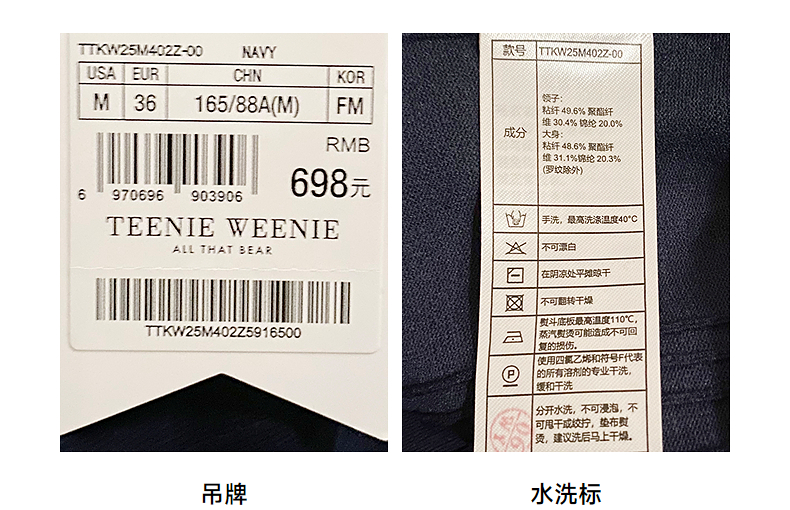 TTKW25M402Z-00 NAVY
USA EUR CHN KOR
M 36 165/88A(M) FM
RMB
698元
6 970696 903906
TEENIE WEENIE
ALL THAT BEAR
TTKW25M402Z5916500
吊牌
款号 TTKW25M402Z-00
成分
领子:
粘纤 49.6% 聚酯纤
维 30.4% 锦纶 20.0%
大身:
粘纤 48.6% 聚酯纤
维 31.1%锦纶 20.3%
(罗纹除外)
手洗，最高洗涤温度40°C
不可漂白
在阴凉处平摊晾干
不可翻转干燥
熨斗底板最高温度110℃，
蒸汽熨烫可能造成不可回
复的损伤。
使用四氯乙烯和符号F代表
的所有溶剂的专业干洗，
缓和干洗
分开水洗，不可浸泡，不
可甩干或绞拧，垫布熨
烫，建议洗后马上干燥。
水洗标